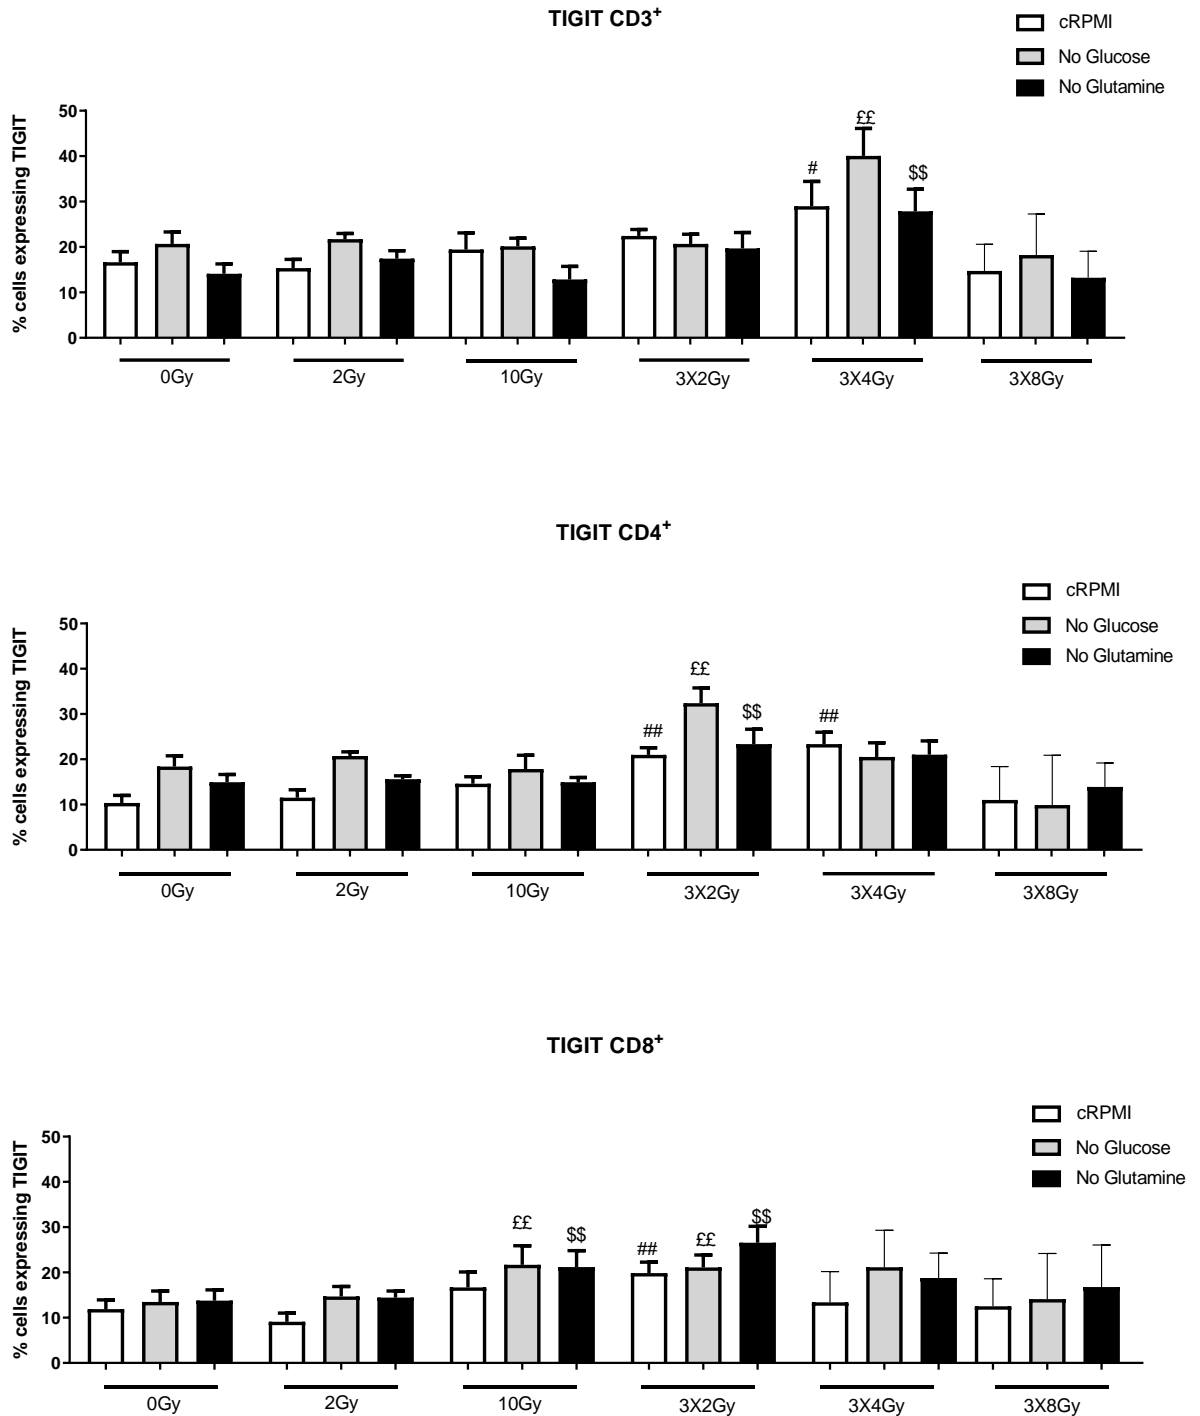 TIGIT CD3+
cRPMI
No Glucose
No Glutamine
% cells expressing TIGIT
50
40
30
20
10
0
#
££
$$
0Gy
2Gy
10Gy
3X2Gy
3X4Gy
3X8Gy
TIGIT CD4+
cRPMI
No Glucose
No Glutamine
% cells expressing TIGIT
50
40
30
20
10
0
##
££
$$
##
0Gy
2Gy
10Gy
3X2Gy
3X4Gy
3X8Gy
TIGIT CD8+
cRPMI
No Glucose
No Glutamine
% cells expressing TIGIT
50
40
30
20
10
0
££
$$
##
££
$$
0Gy
2Gy
10Gy
3X2Gy
3X4Gy
3X8Gy